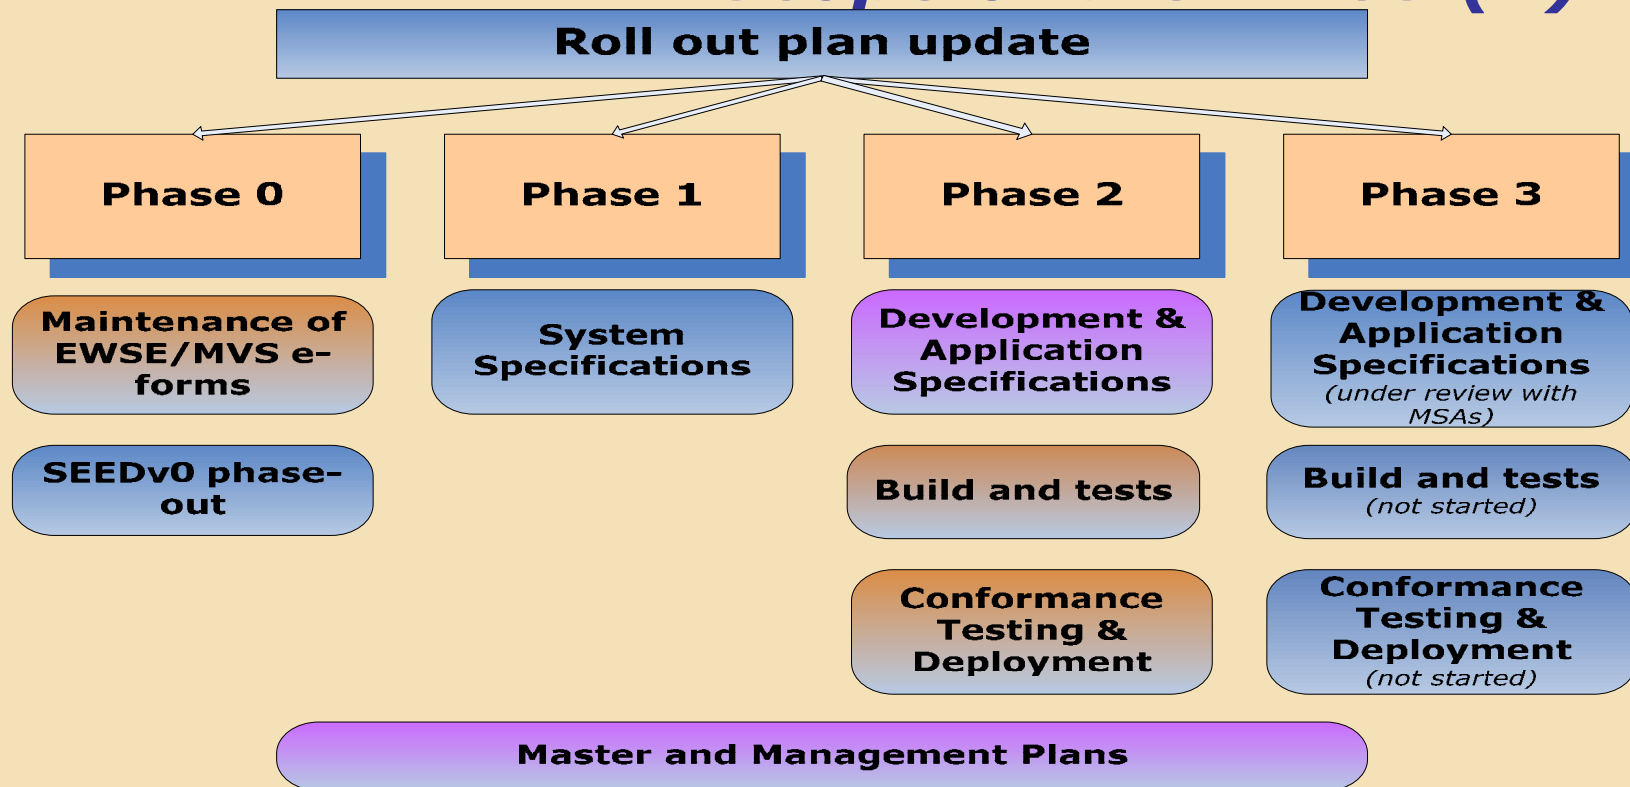 Roll out plan update
Phase 0
Phase 1
Phase 2
Phase 3
Maintenance of
EWSE/MVS e-
forms
SEEDv0 phase-
out
System
Specifications
Development &
Application
Specifications
Build and tests
Conformance
Testing &
Deployment
Development &
Application
Specifications
(under review with
MSAs)
Build and tests
(not started)
Conformance
Testing &
Deployment
(not started)
Master and Management Plans